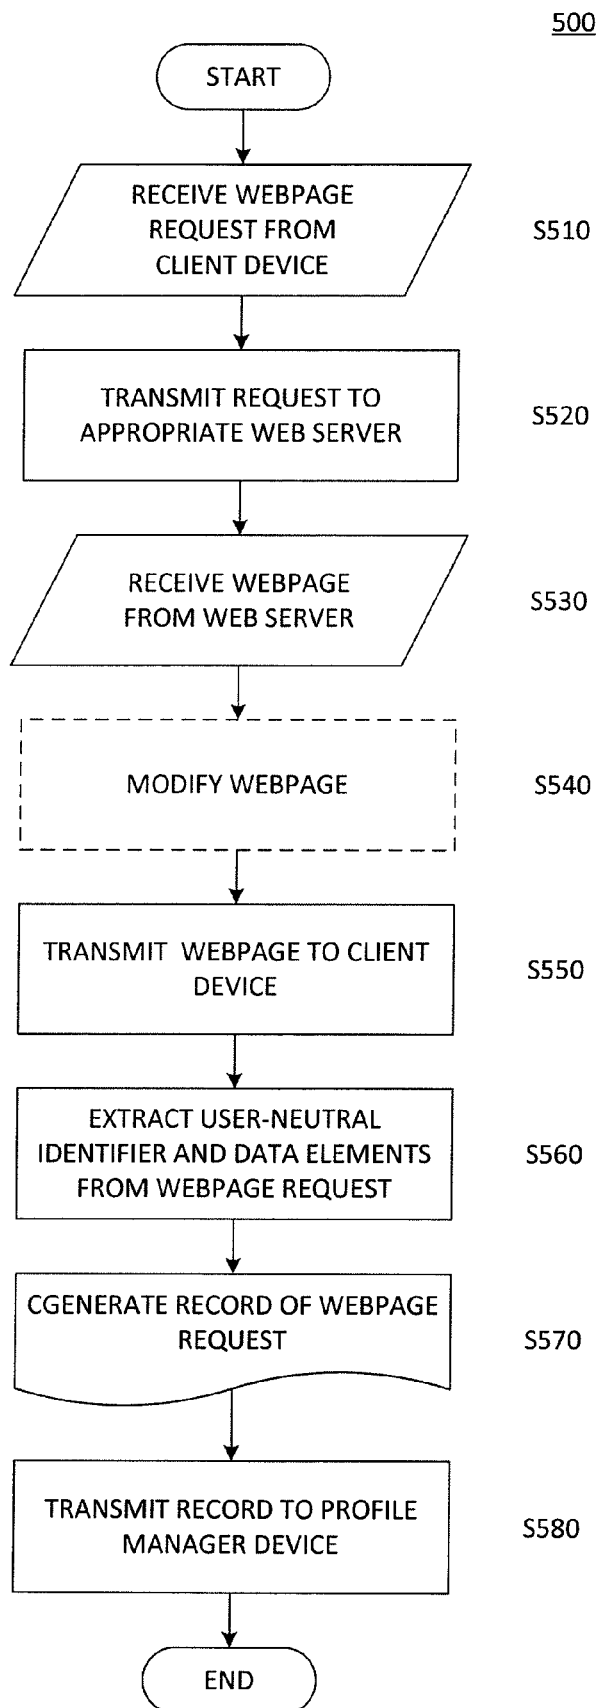 500
START
RECEIVE WEBPAGE
REQUEST FROM
CLIENT DEVICE
S510
TRANSMIT REQUEST TO
APPROPRIATE WEB SERVER
S520
RECEIVE WEBPAGE
FROM WEB SERVER
S530
MODIFY WEBPAGE
S540
TRANSMIT WEBPAGE TO CLIENT
DEVICE
S550
EXTRACT USER-NEUTRAL
IDENTIFIER AND DATA ELEMENTS
FROM WEBPAGE REQUEST
S560
CGENERATE RECORD OF WEBPAGE
REQUEST
S570
TRANSMIT RECORD TO PROFILE
MANAGER DEVICE
S580
END